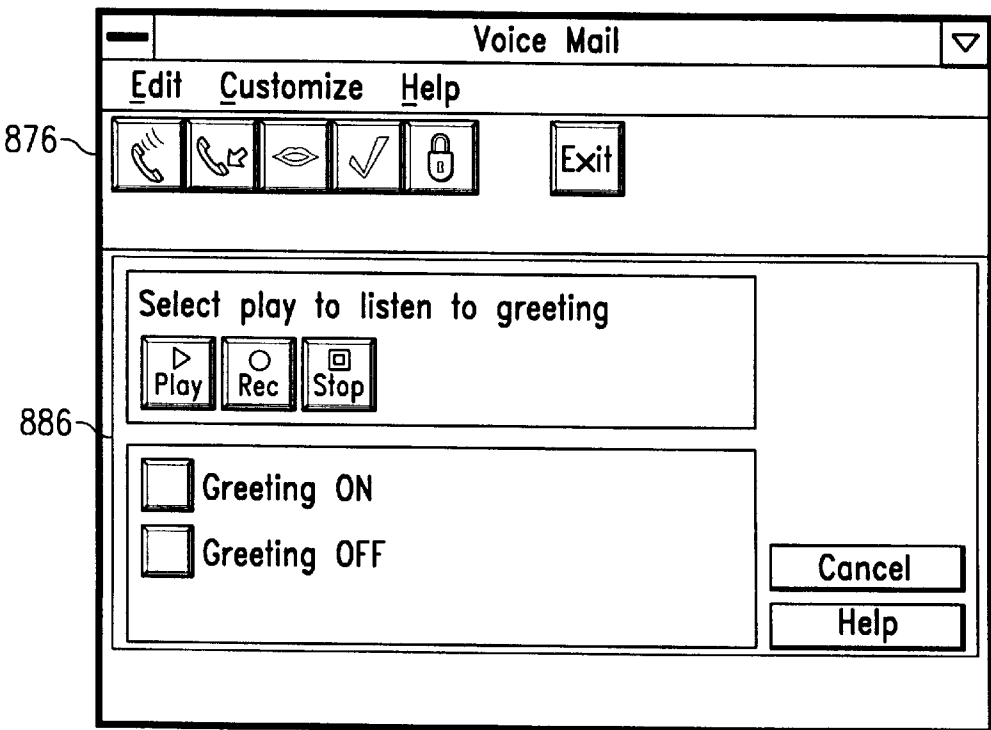 Voice Mail
Edit Customize Help
876
Exit
Select play to listen to greeting
Play Rec Stop
886
Greeting ON
Greeting OFF
Cancel
Help